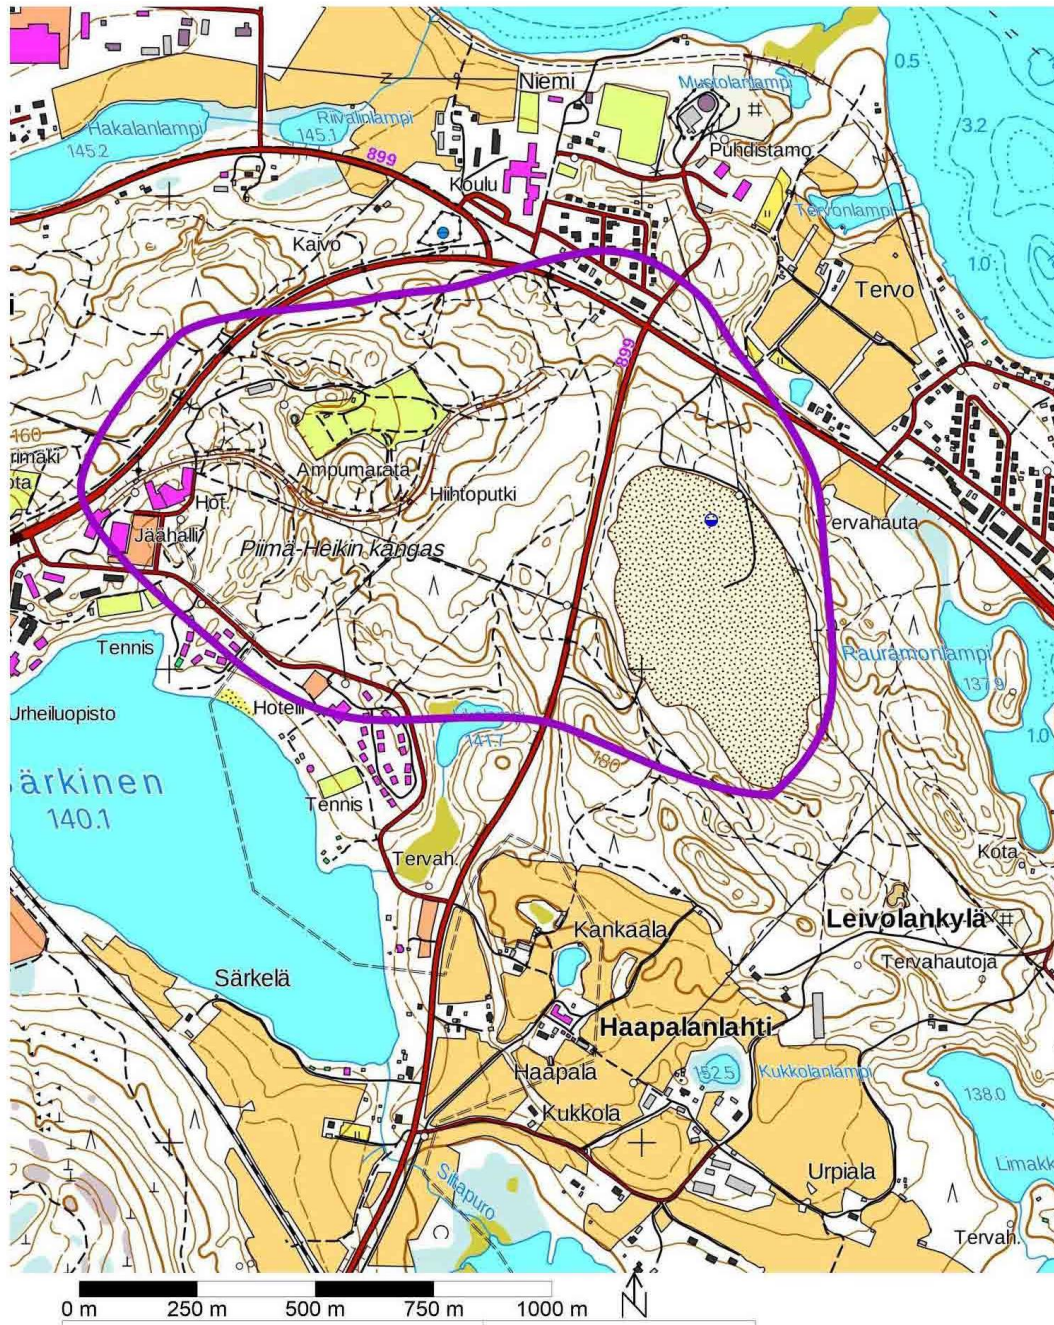 0.5
Niemi
Mustolanlampi
Hakalanlampi
145.2
Riivalinlampi
145.1
3.2
899
Puhdistamo
Koulu
Tervonlampi
Kaivo
1.0
Tervo
899
160
Ampumarata
Hiihtoputki
Hot.
Jäähalli
Piimä-Heikin kangas
ervahauta
Tennis
Rauramonlampi
137.9
Urheiluopisto
Hotelli
141.7
180
1.0
ärkinen
140.1
Tennis
Tervah.
Kota
Leivolankylä
Kankaala
Tervahautoja
Särkelä
Haapalanlahti
Haapala
152.5
Kukkolanlampi
138.0
Kukkola
Limakk
Urpiala
Siltapuro
Tervah.
0 m 250 m 500 m 750 m 1000 m
N